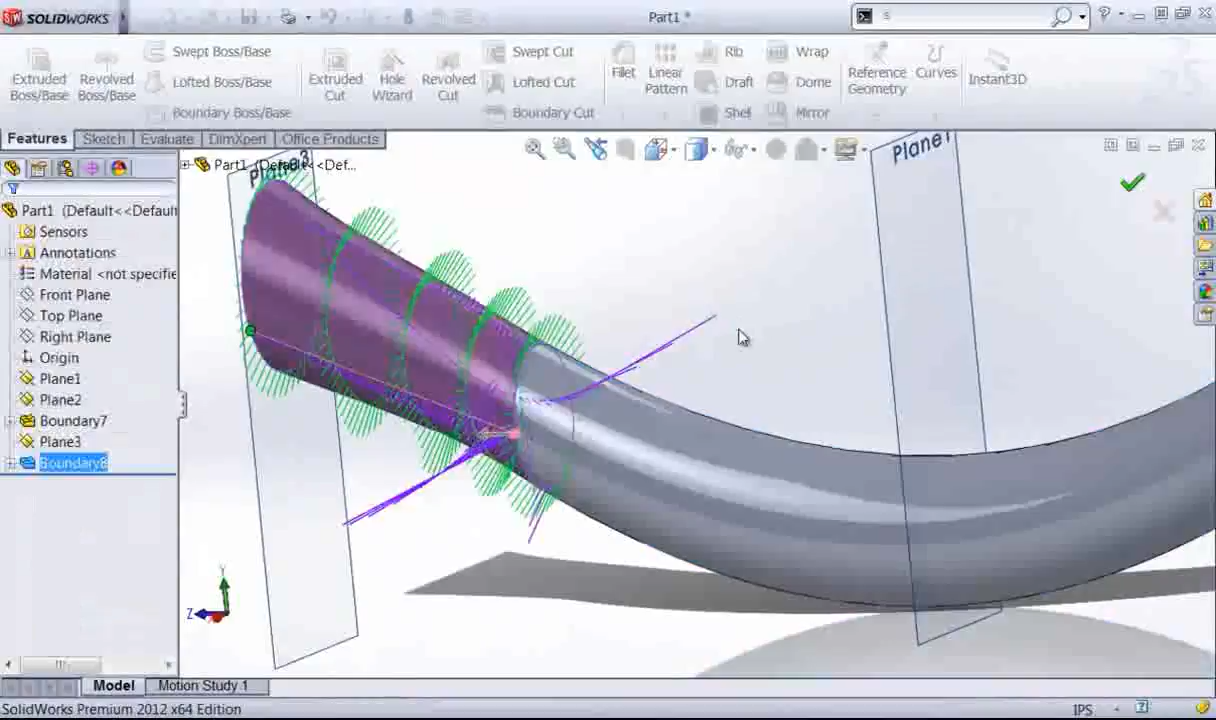 SOLIDWORKS
Part1 *
s
Extruded Boss/Base
Revolved Boss/Base
Swept Boss/Base
Lofted Boss/Base
Boundary Boss/Base
Extruded Cut
Hole Wizard
Revolved Cut
Swept Cut
Lofted Cut
Boundary Cut
Fillet
Linear Pattern
Rib
Draft
Shell
Wrap
Dome
Mirror
Reference Geometry
Curves
Instant3D
Features
Sketch
Evaluate
DimXpert
Office Products
Part1 (Default<<Def...
Plane1
Part1 (Default<<Default
Sensors
Annotations
Material <not specifie
Front Plane
Top Plane
Right Plane
Origin
Plane1
Plane2
Boundary7
Plane3
Boundary8
Y
Z
Model
Motion Study 1
SolidWorks Premium 2012 x64 Edition
IPS